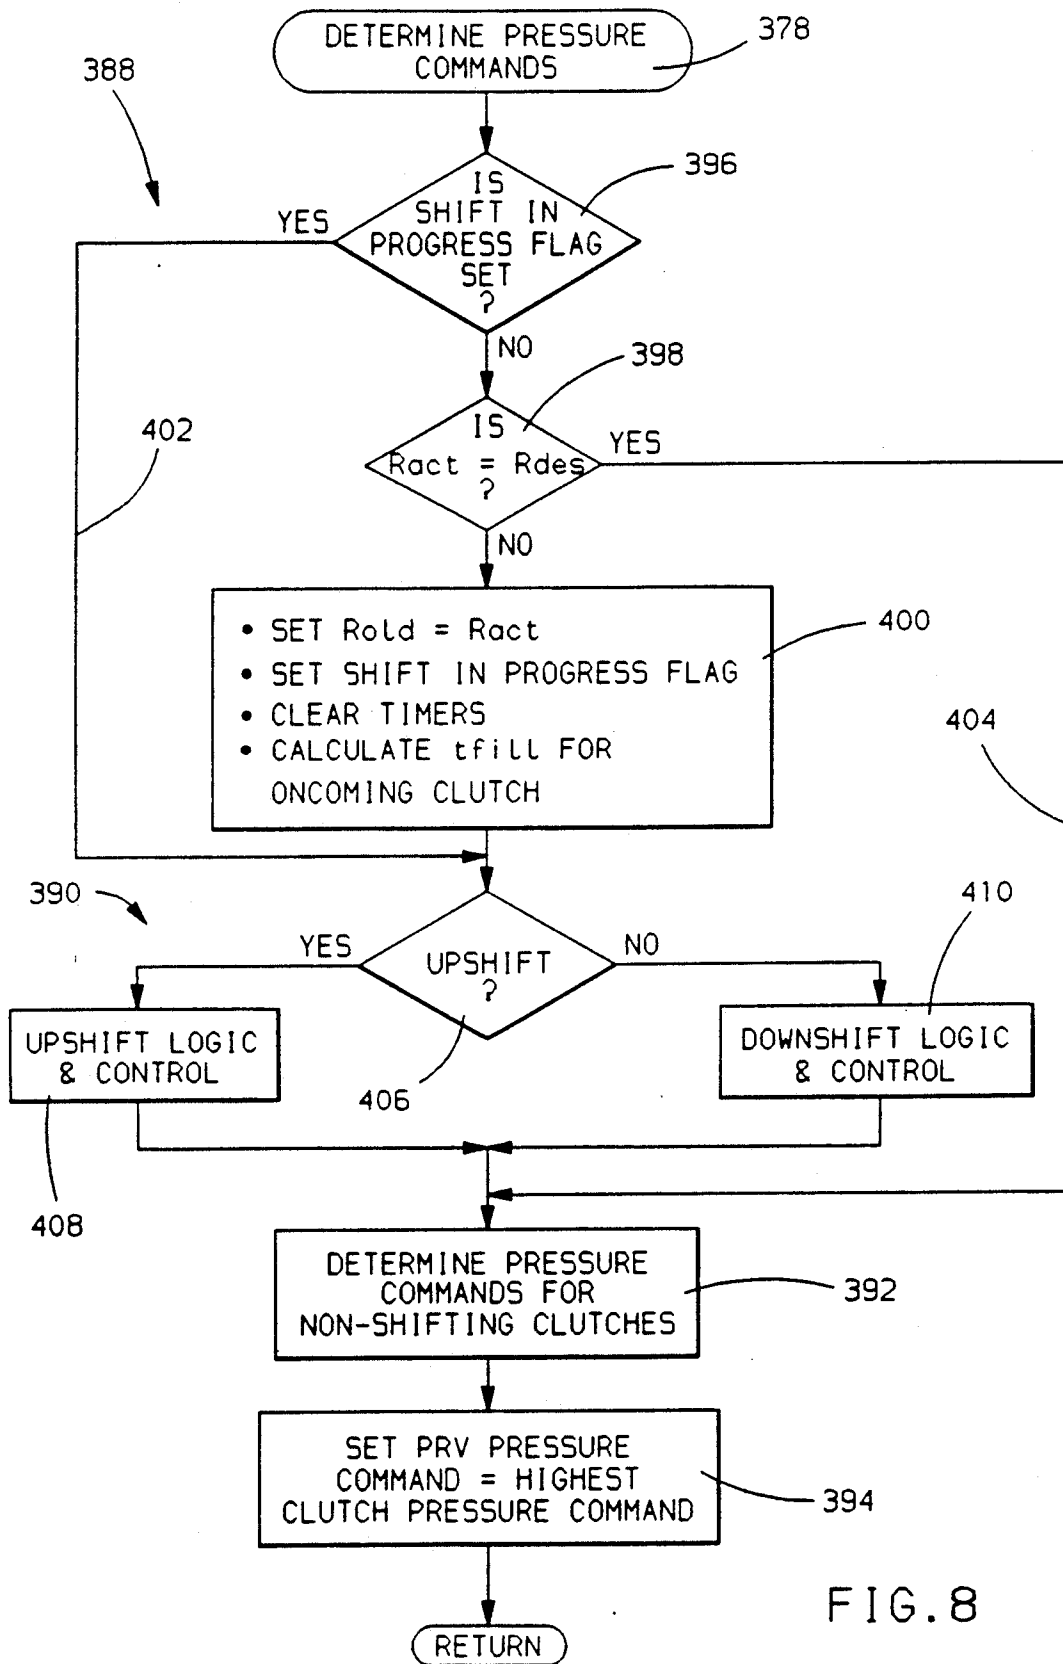 DETERMINE PRESSURE
COMMANDS
378
388
396
IS
SHIFT IN
PROGRESS FLAG
SET
?
YES
NO
398
402
IS
Ract = Rdes
?
YES
NO
• SET Rold = Ract
• SET SHIFT IN PROGRESS FLAG
• CLEAR TIMERS
• CALCULATE tfill FOR
ONCOMING CLUTCH
400
404
390
410
YES
UPSHIFT
?
NO
UPSHIFT LOGIC
& CONTROL
DOWNSHIFT LOGIC
& CONTROL
406
408
DETERMINE PRESSURE
COMMANDS FOR
NON-SHIFTING CLUTCHES
392
SET PRV PRESSURE
COMMAND = HIGHEST
CLUTCH PRESSURE COMMAND
394
FIG.8
RETURN